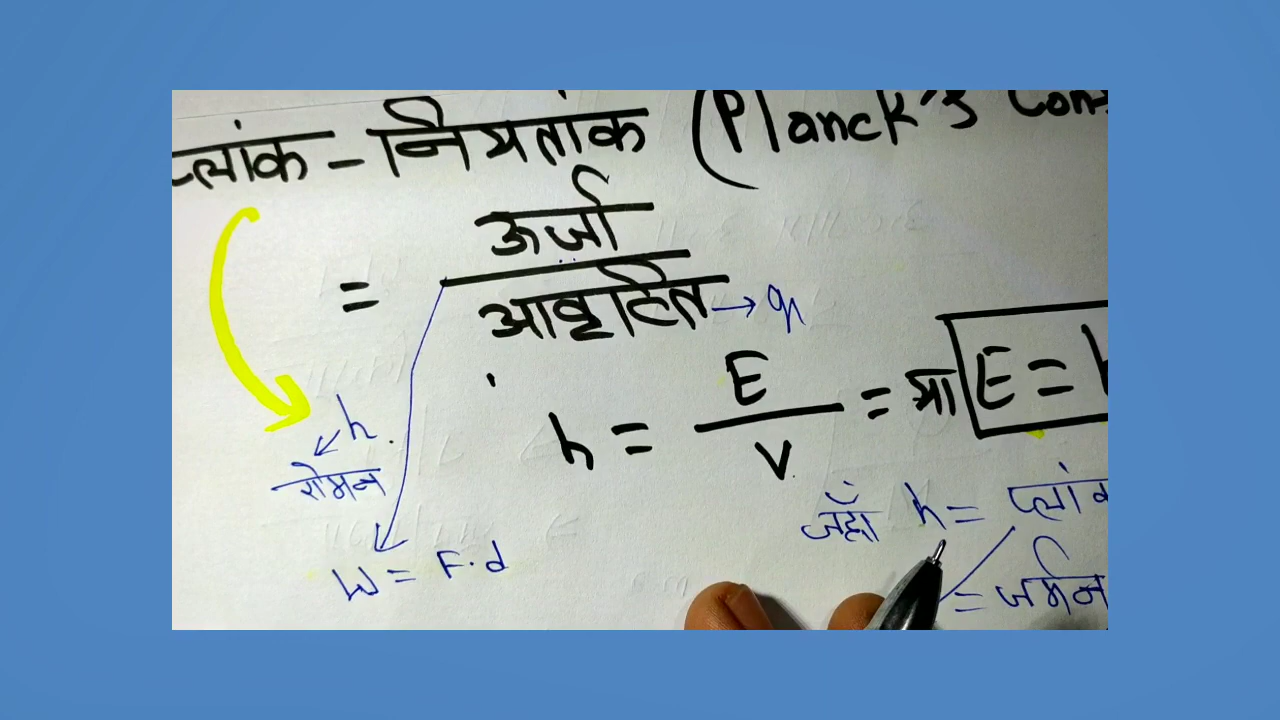 प्लांक - नियतांक (Planck's Con
= ऊर्जा
आवृत्ति →
h = E / v = या E = h
h.
रोमन
W = F.d
जहाँ h = प्लांक
= जर्मन